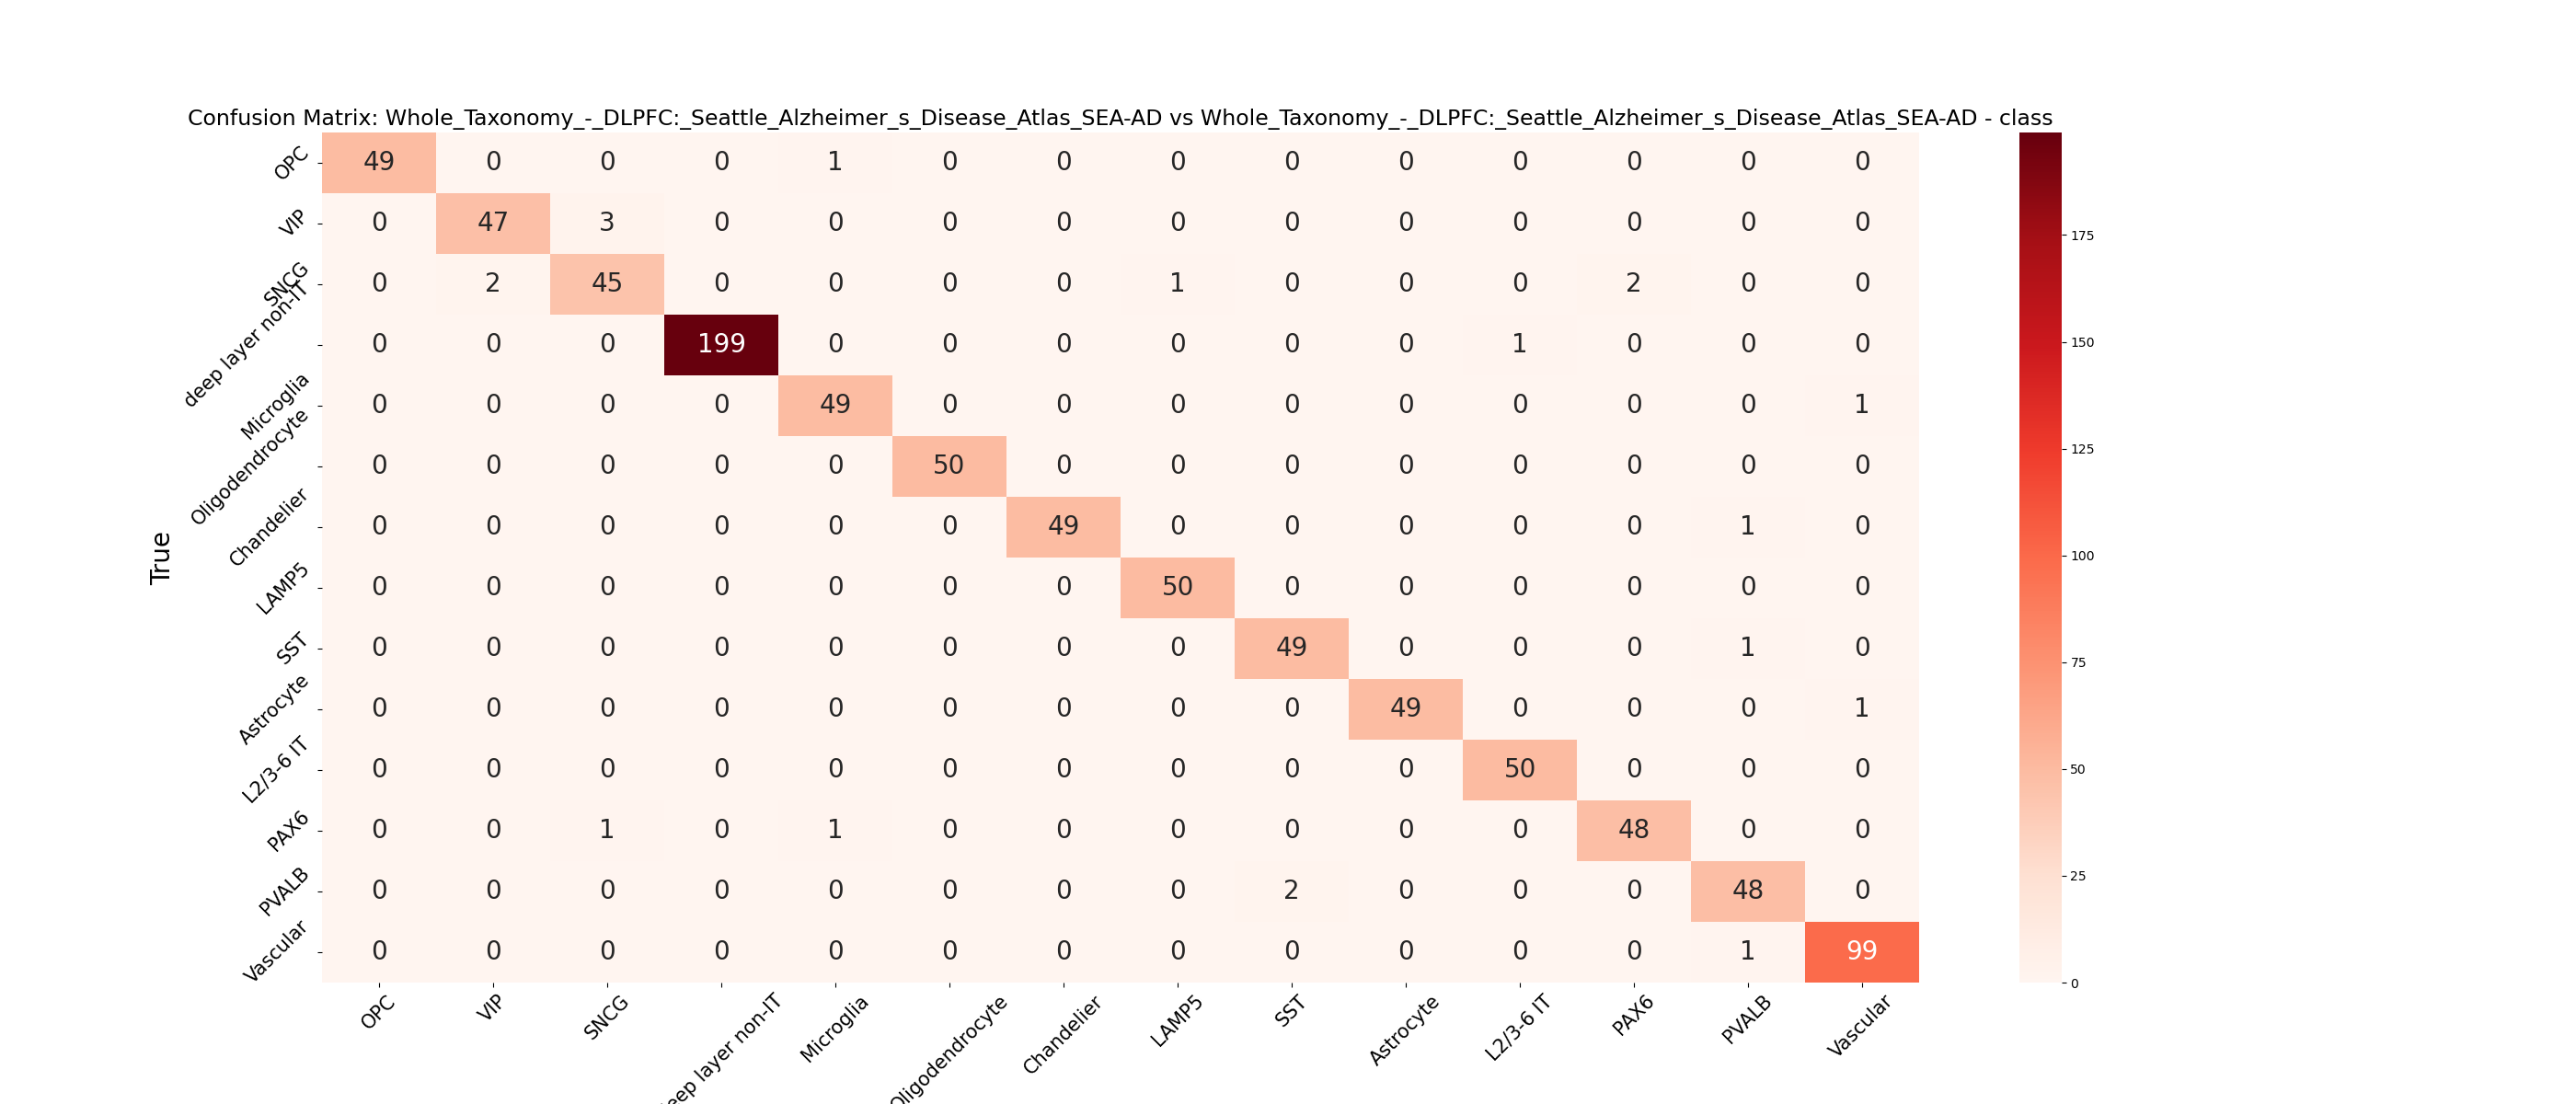 Confusion Matrix: Whole_Taxonomy_-_DLPFC:_Seattle_Alzheimer_s_Disease_Atlas_SEA-AD vs Whole_Taxonomy_-_DLPFC:_Seattle_Alzheimer_s_Disease_Atlas_SEA-AD - class
True
OPC 49 0 0 0 1 0 0 0 0 0 0 0 0 0
VIP 0 47 3 0 0 0 0 0 0 0 0 0 0 0
SNCG 0 2 45 0 0 0 0 1 0 0 0 2 0 0
deep layer non-IT 0 0 0 199 0 0 0 0 0 0 1 0 0 0
Microglia 0 0 0 0 49 0 0 0 0 0 0 0 0 1
Oligodendrocyte 0 0 0 0 0 50 0 0 0 0 0 0 0 0
Chandelier 0 0 0 0 0 0 49 0 0 0 0 0 1 0
LAMP5 0 0 0 0 0 0 0 50 0 0 0 0 0 0
SST 0 0 0 0 0 0 0 0 49 0 0 0 1 0
Astrocyte 0 0 0 0 0 0 0 0 0 49 0 0 0 1
L2/3-6 IT 0 0 0 0 0 0 0 0 0 0 50 0 0 0
PAX6 0 0 1 0 1 0 0 0 0 0 0 48 0 0
PVALB 0 0 0 0 0 0 0 0 2 0 0 0 48 0
Vascular 0 0 0 0 0 0 0 0 0 0 0 0 1 99
OPC VIP SNCG layer non-IT Microglia Oligodendrocyte Chandelier LAMP5 SST Astrocyte L2/3-6 IT PAX6 PVALB Vascular
175
150
125
100
75
50
25
0